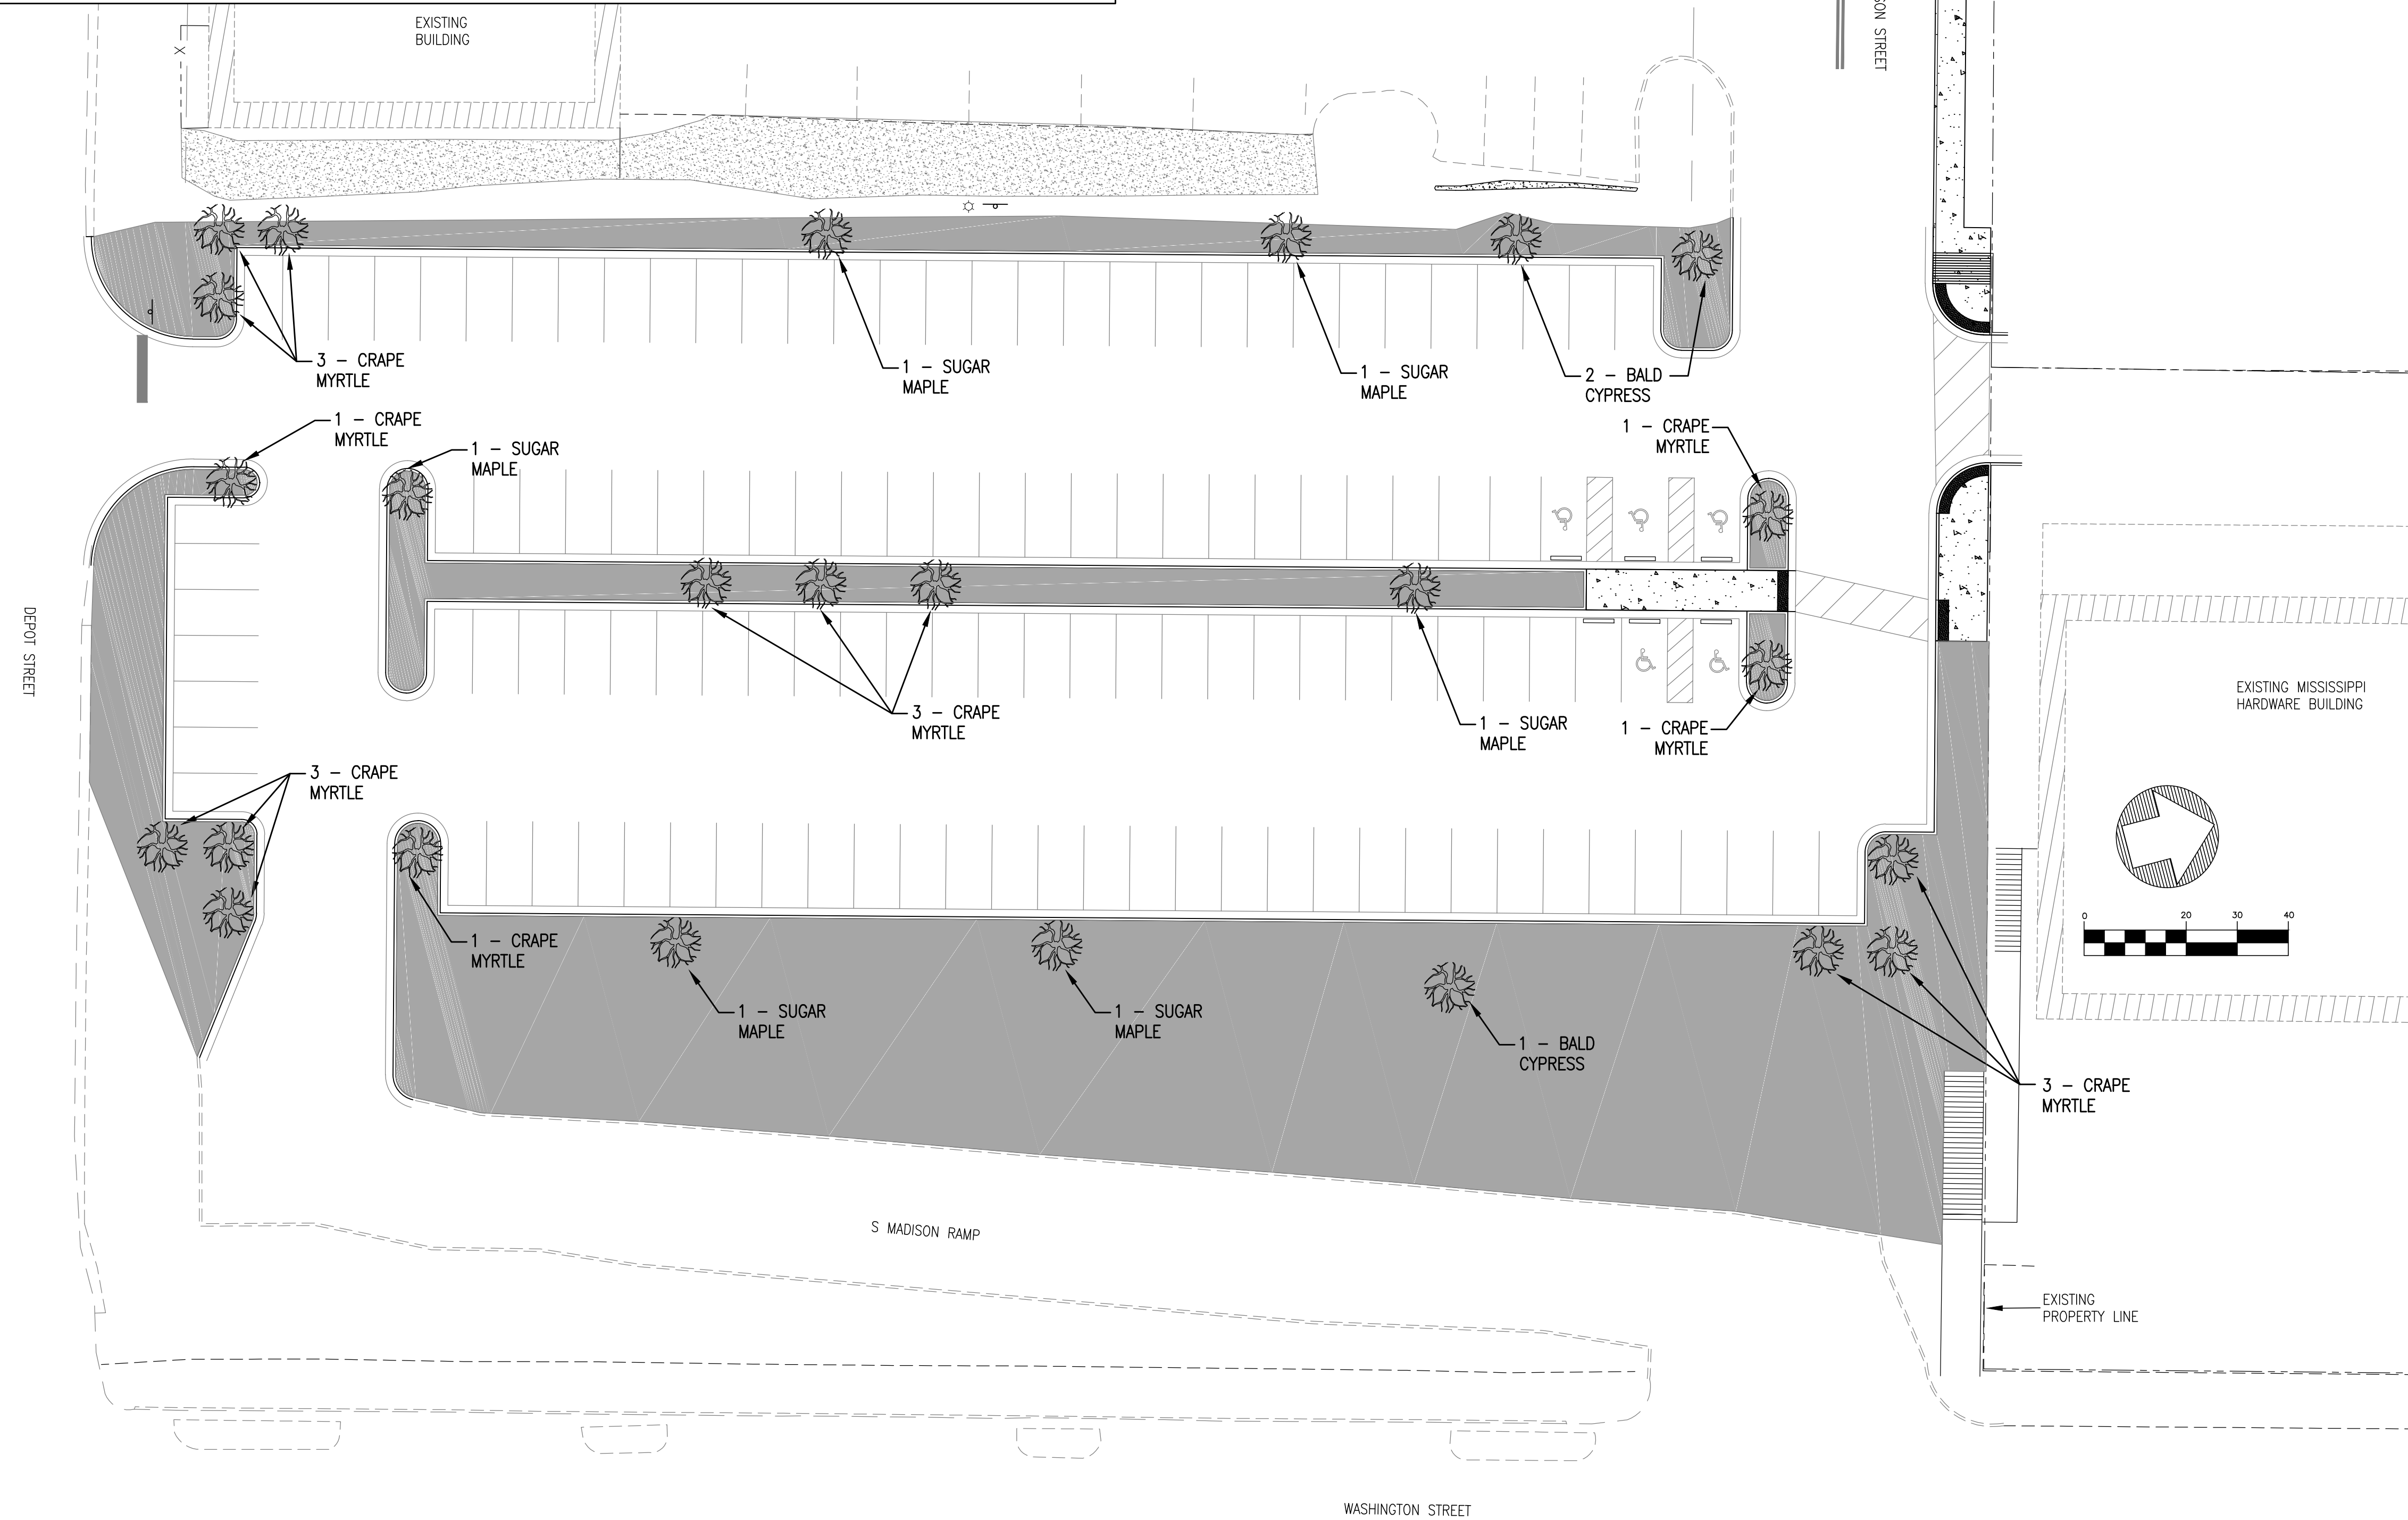 EXISTING
BUILDING
SON STREET
3 - CRAPE
MYRTLE
1 - SUGAR
MAPLE
1 - SUGAR
MAPLE
2 - BALD
CYPRESS
1 - CRAPE
MYRTLE
1 - SUGAR
MAPLE
1 - CRAPE
MYRTLE
DEPOT STREET
3 - CRAPE
MYRTLE
1 - SUGAR
MAPLE
1 - CRAPE
MYRTLE
EXISTING MISSISSIPPI
HARDWARE BUILDING
3 - CRAPE
MYRTLE
0 20 30 40
1 - CRAPE
MYRTLE
1 - SUGAR
MAPLE
1 - SUGAR
MAPLE
1 - BALD
CYPRESS
3 - CRAPE
MYRTLE
S MADISON RAMP
EXISTING
PROPERTY LINE
WASHINGTON STREET